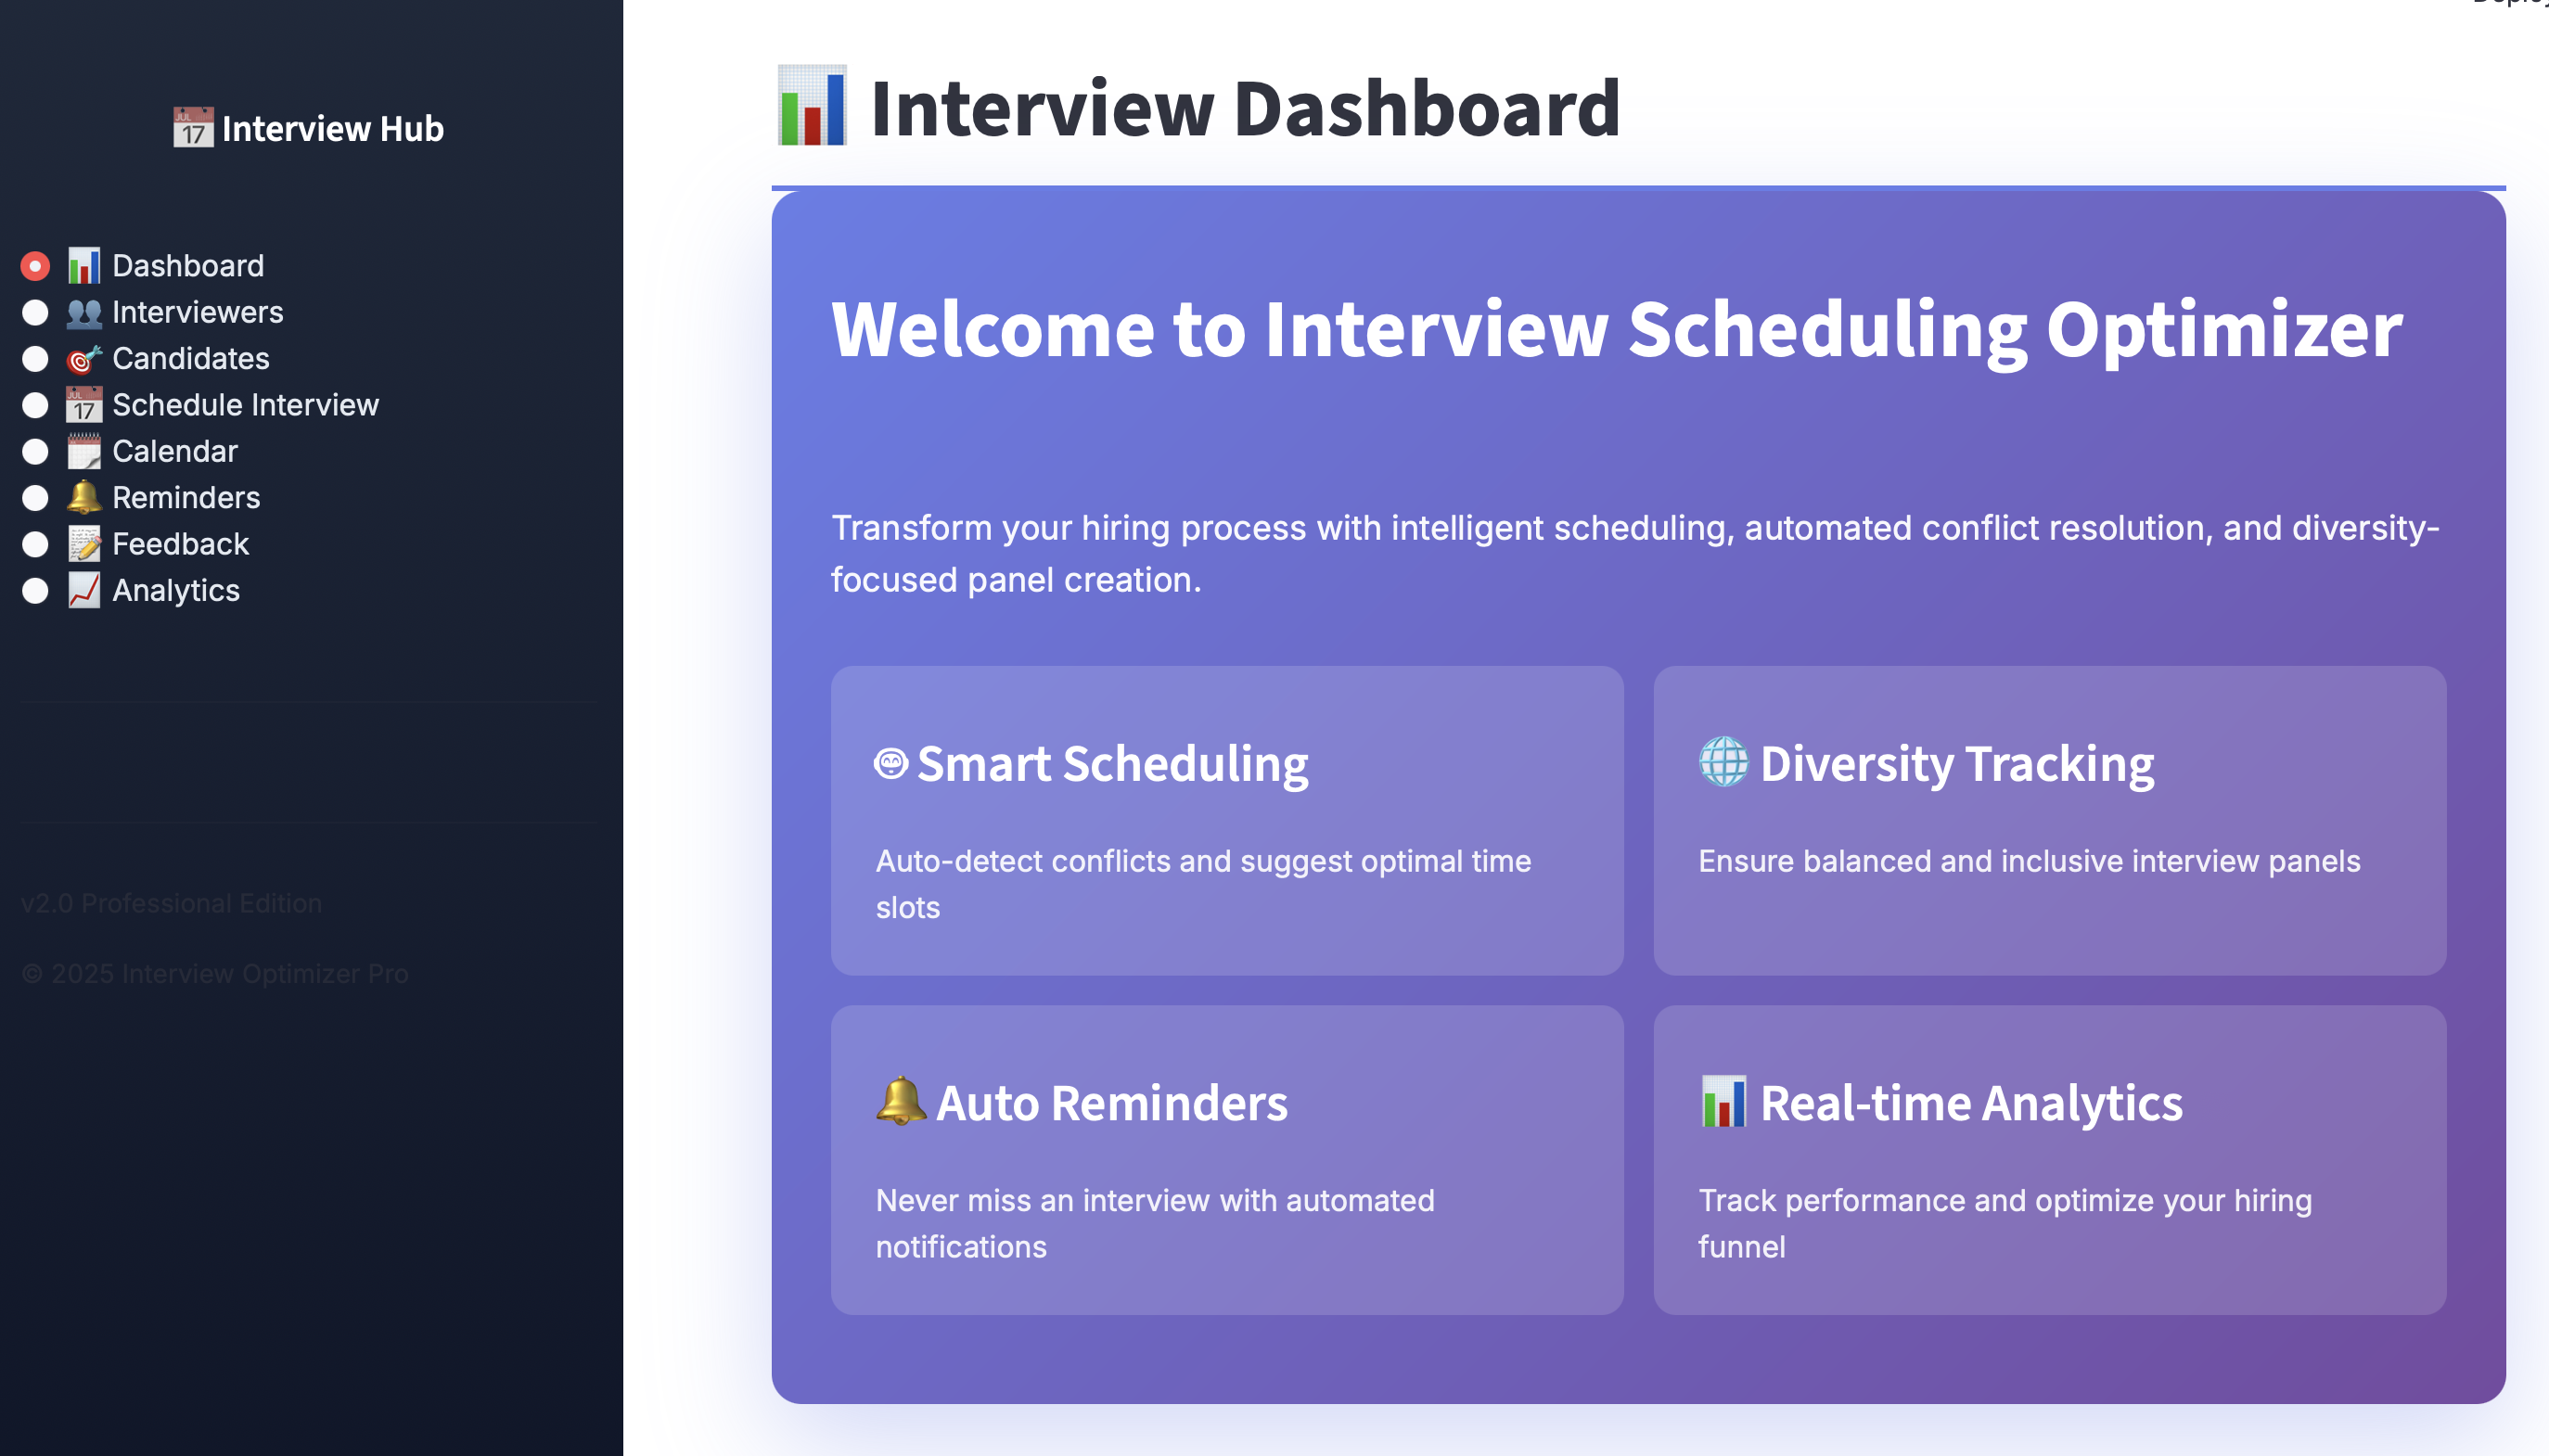 Interview Hub
Dashboard
Interviewers
Candidates
Schedule Interview
Calendar
Reminders
Feedback
Analytics
v2.0 Professional Edition
© 2025 Interview Optimizer Pro
Interview Dashboard
Welcome to Interview Scheduling Optimizer
Transform your hiring process with intelligent scheduling, automated conflict resolution, and diversity-
focused panel creation.
Smart Scheduling
Auto-detect conflicts and suggest optimal time
slots
Diversity Tracking
Ensure balanced and inclusive interview panels
Auto Reminders
Never miss an interview with automated
notifications
Real-time Analytics
Track performance and optimize your hiring
funnel